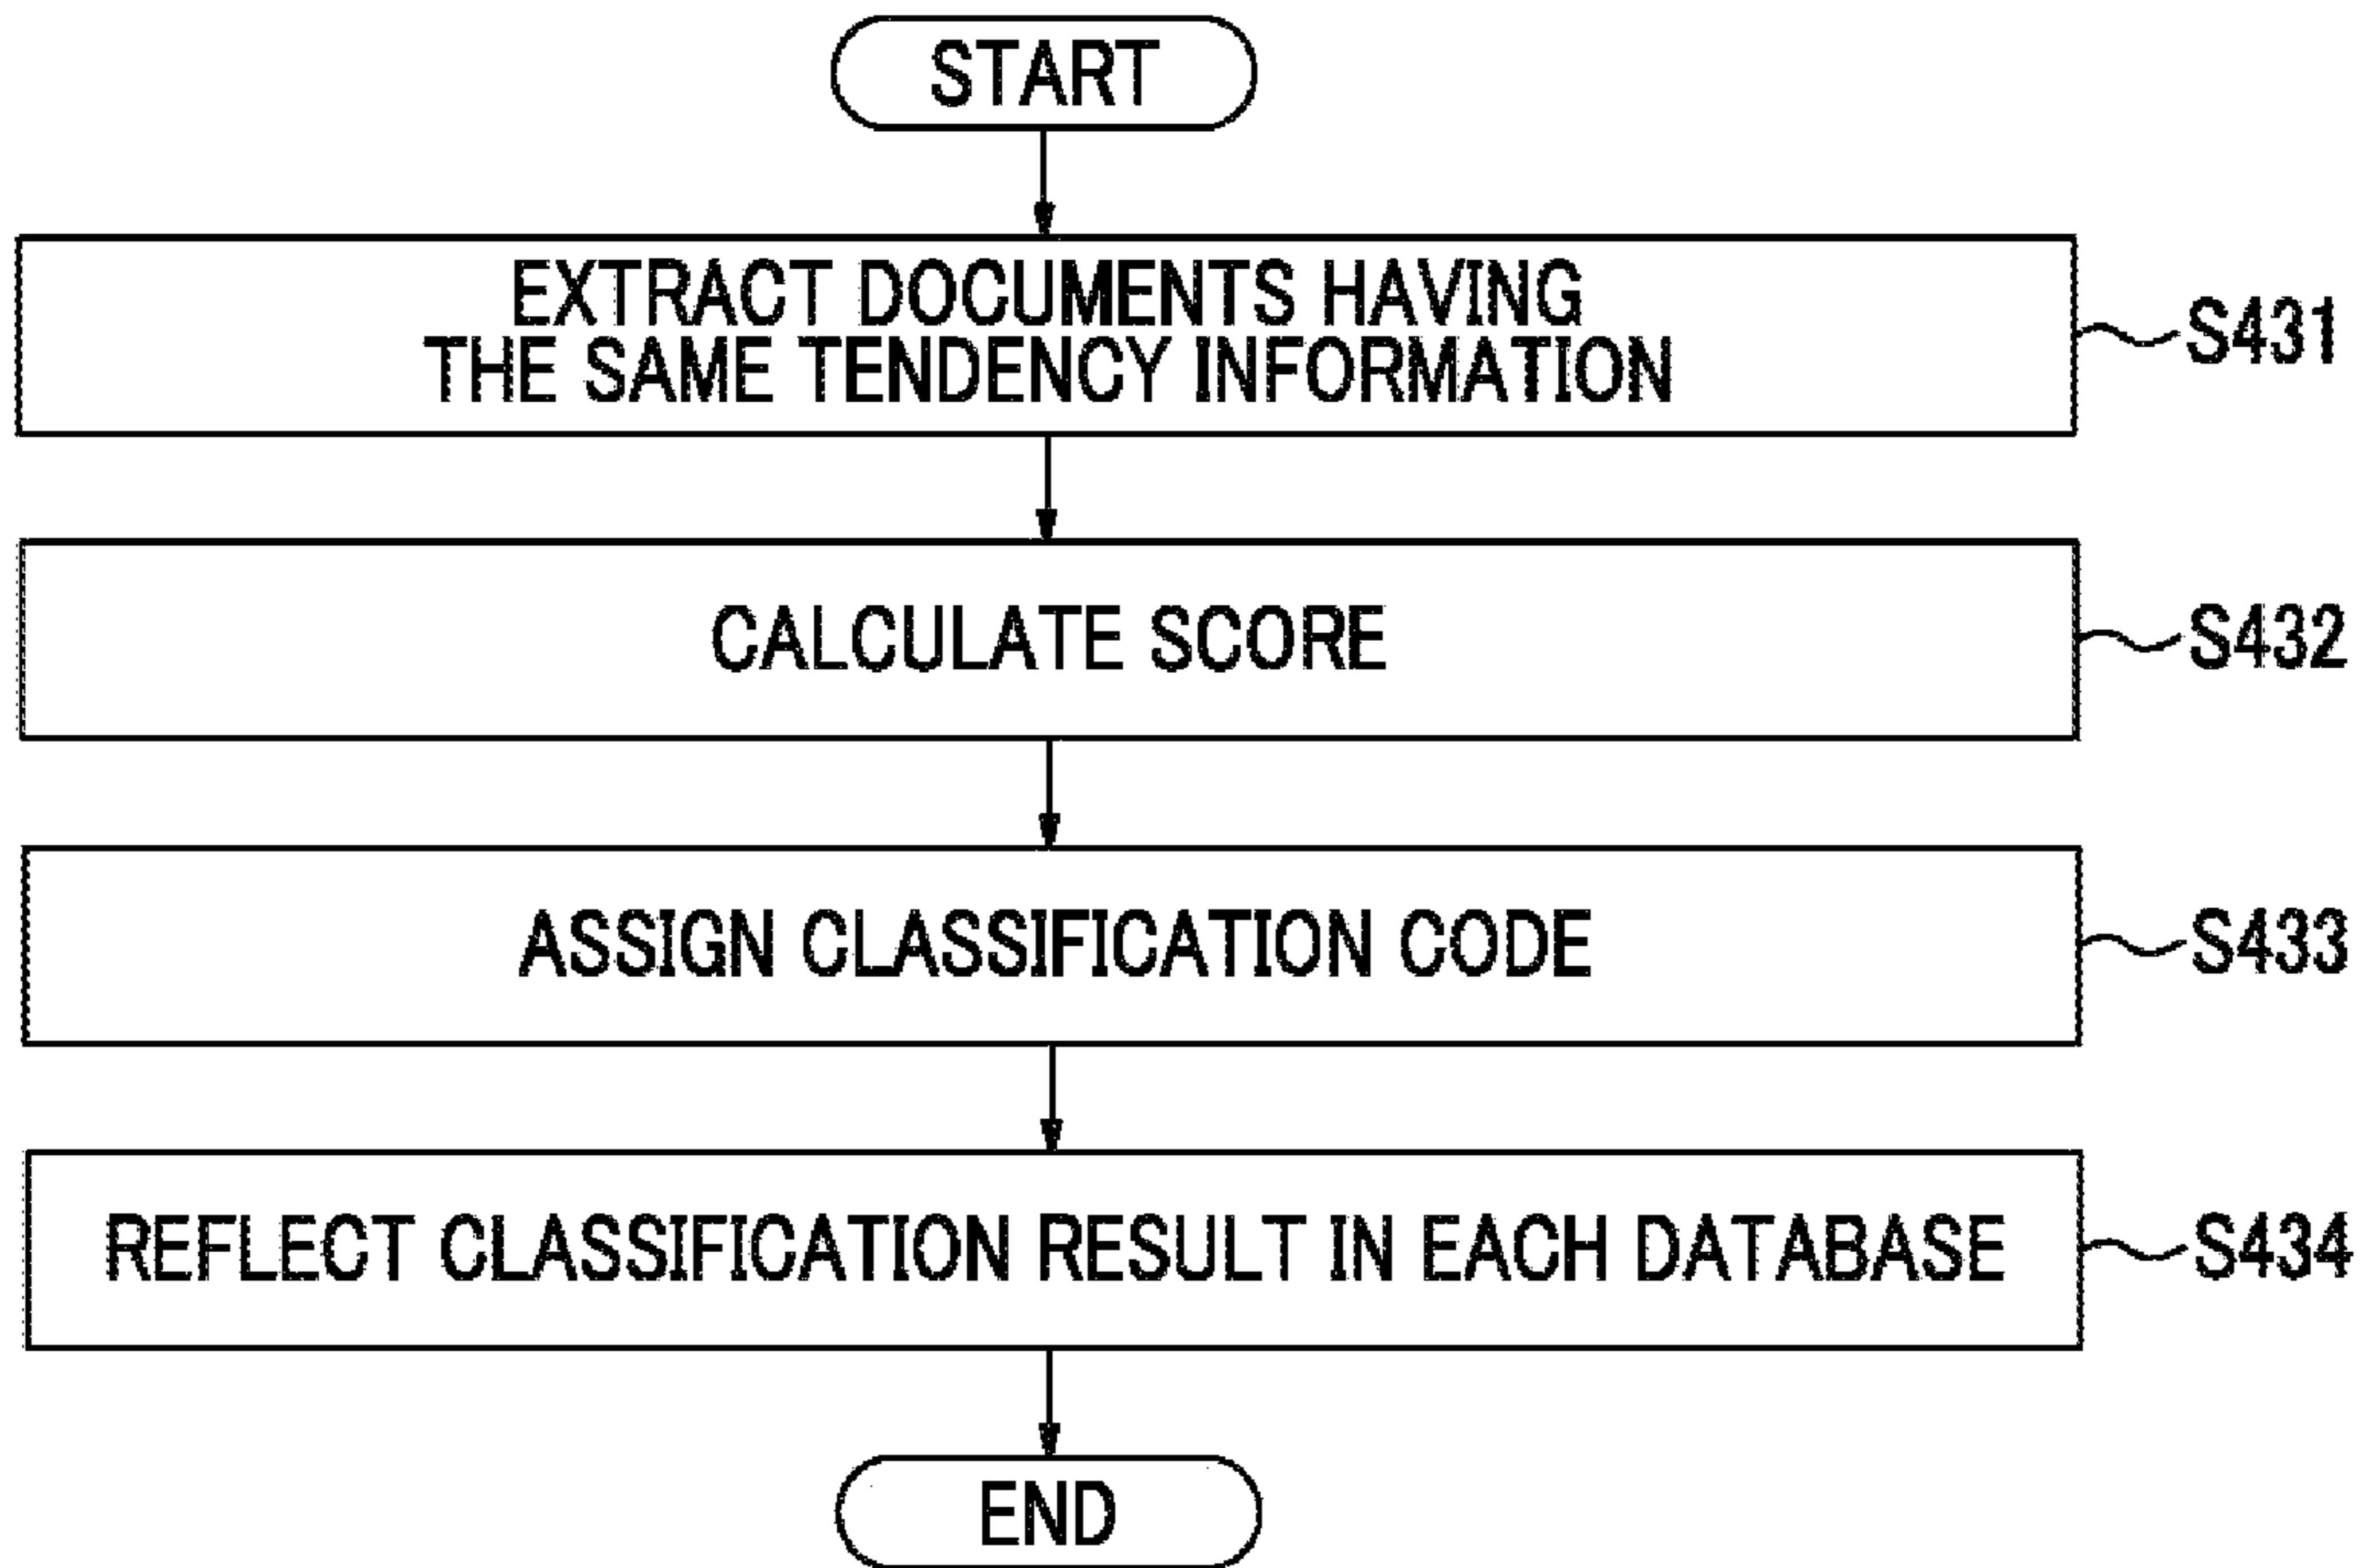 START
EXTRACT DOCUMENTS HAVING
THE SAME TENDENCY INFORMATION
S431
CALCULATE SCORE
S432
ASSIGN CLASSIFICATION CODE
S433
REFLECT CLASSIFICATION RESULT IN EACH DATABASE
S434
END